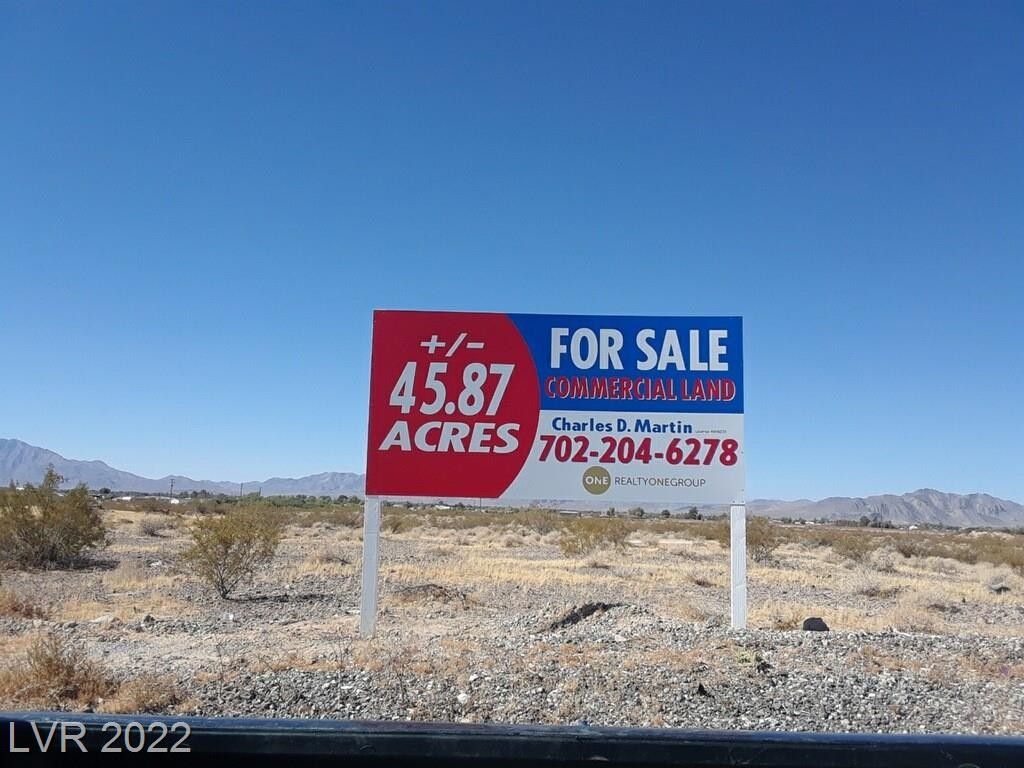 +/-
45.87
ACRES
FOR SALE
COMMERCIAL LAND
Charles D. Martin
702-204-6278
ONE REALTYONEGROUP
LVR 2022